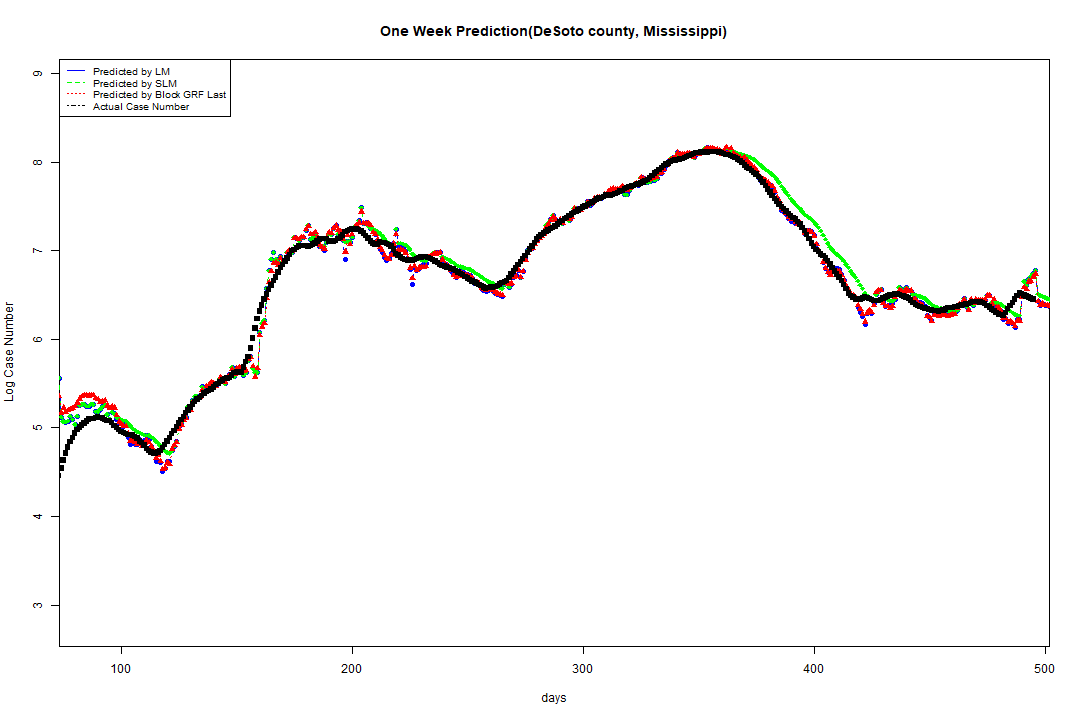 One Week Prediction(DeSoto county, Mississippi)
Predicted by LM
Predicted by SLM
Predicted by Block GRF Last
Actual Case Number
9
8
7
6
5
4
3
Log Case Number
100 200 300 400 500
days